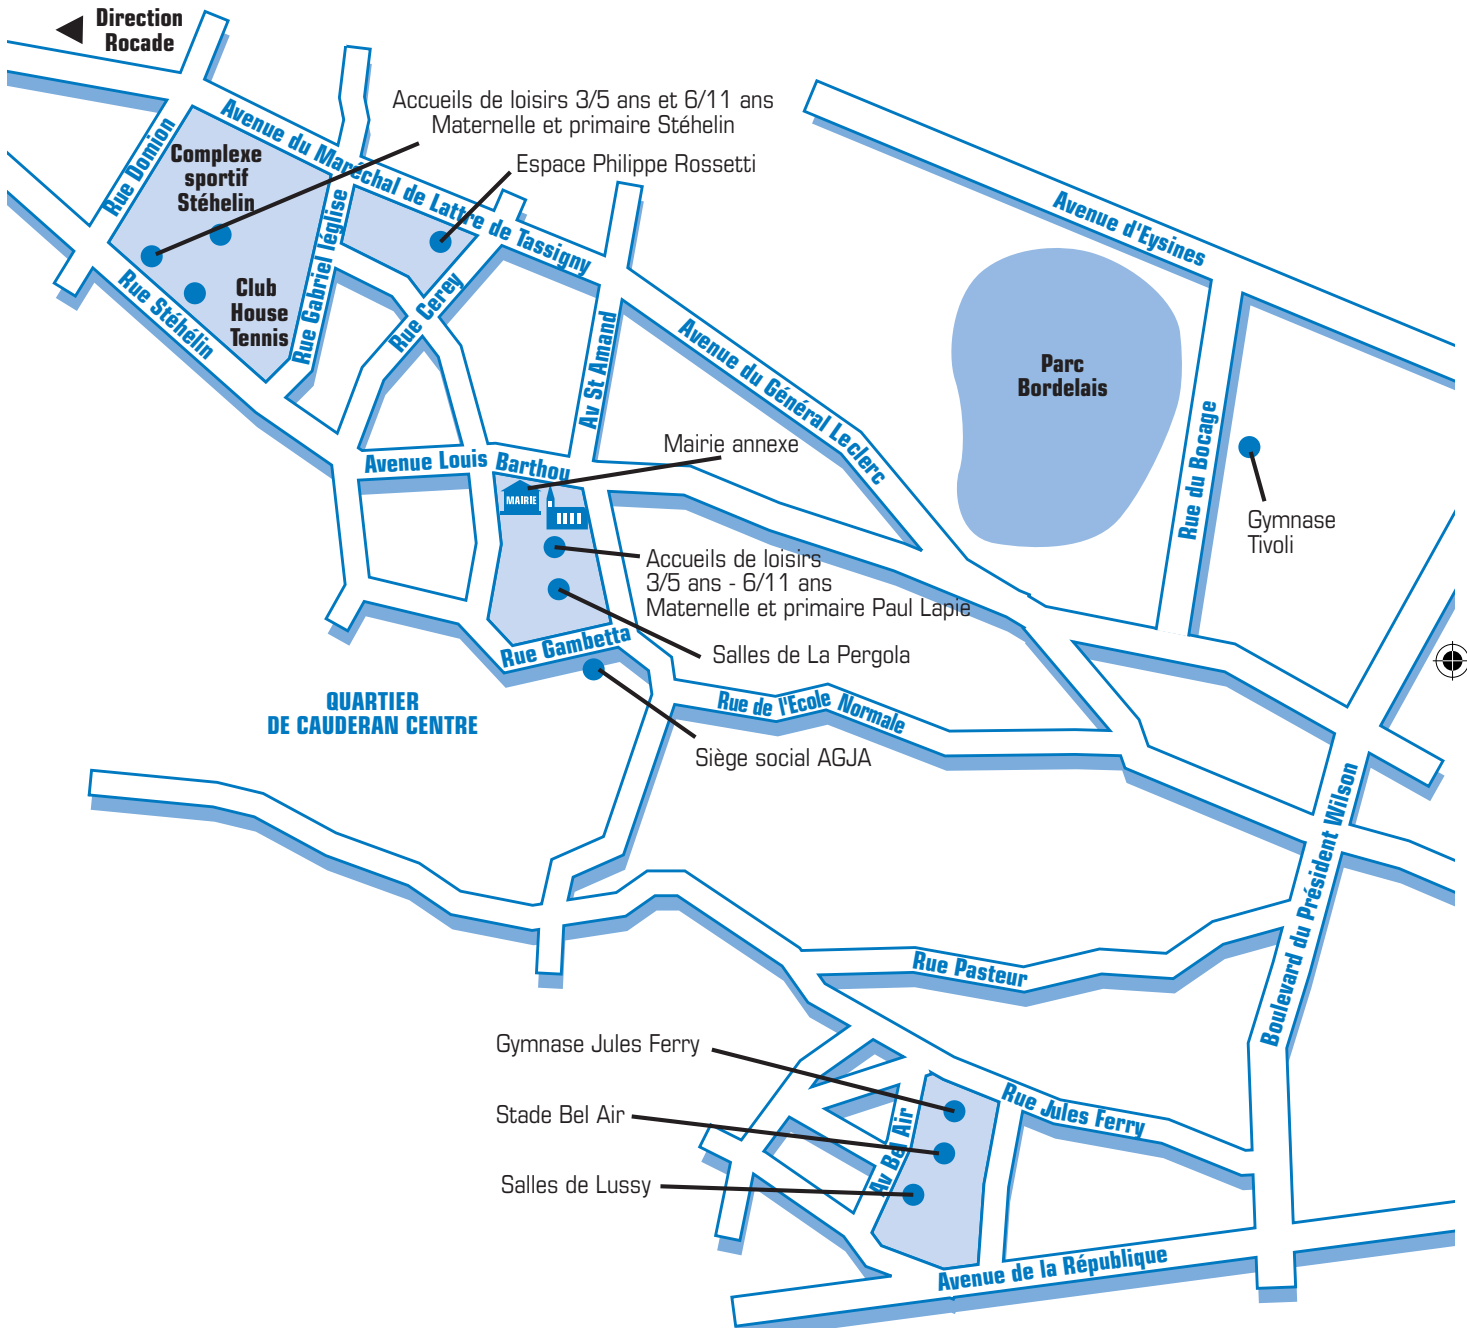 Direction
Rocade
Accueils de loisirs 3/5 ans et 6/11 ans
Maternelle et primaire Stéhelin
Avenue du Maréchal de Lattre de Tassigny
Espace Philippe Rossetti
Rue Domion
Complexe
sportif
Stéhelin
Avenue d'Eysines
Rue Gabriel léglise
Club
House
Tennis
Rue Stéhélin
Rue Cerey
Av St Amand
Avenue du Général Leclerc
Parc
Bordelais
Rue du Bocage
Mairie annexe
Avenue Louis Barthou
MAIRIE
Gymnase
Tivoli
Accueils de loisirs
3/5 ans - 6/11 ans
Maternelle et primaire Paul Lapie
Rue Gambetta
Salles de La Pergola
QUARTIER
DE CAUDERAN CENTRE
Rue de l'Ecole Normale
Siège social AGJA
Boulevard du Président Wilson
Rue Pasteur
Gymnase Jules Ferry
Rue Jules Ferry
Stade Bel Air
Av Bel Air
Salles de Lussy
Avenue de la République